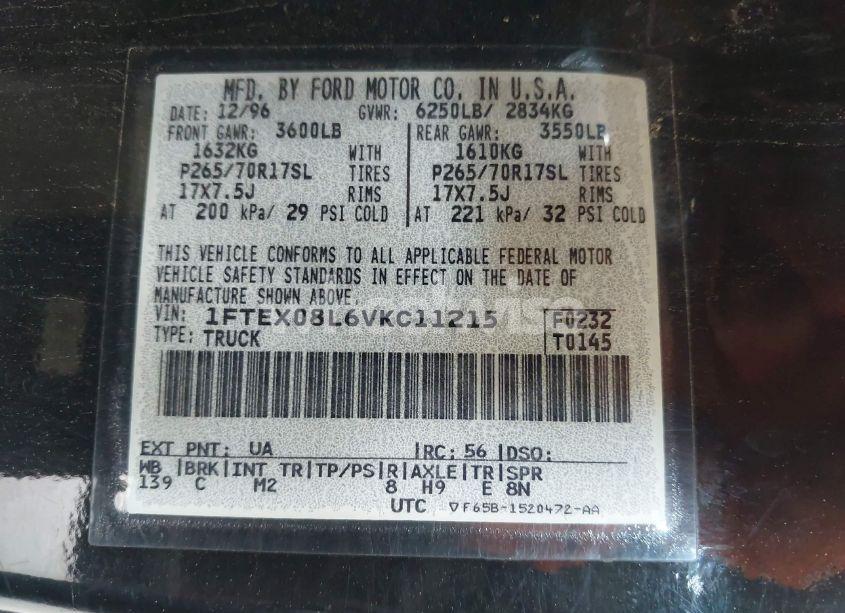 MFD. BY FORD MOTOR CO. IN U.S.A.
DATE: 12/96 GVWR: 6250LB/ 2834KG
FRONT GAWR: 3600LB REAR GAWR: 3550LB
1632KG WITH 1610KG WITH
P265/70R17SL TIRES P265/70R17SL TIRES
17X7.5J RIMS 17X7.5J RIMS
AT 200 kPa/ 29 PSI COLD AT 221 kPa/ 32 PSI COLD
THIS VEHICLE CONFORMS TO ALL APPLICABLE FEDERAL MOTOR
VEHICLE SAFETY STANDARDS IN EFFECT ON THE DATE OF
MANUFACTURE SHOWN ABOVE.
VIN: 1FTEX08L6VKC11215 F0232
TYPE: TRUCK T0145
EXT PNT: UA RC: 56 DSO:
WB BRK INT TR TP/PS R AXLE TR SPR
139 C M2 8 H9 E 8N
UTC ▽F65B-1520472-AA